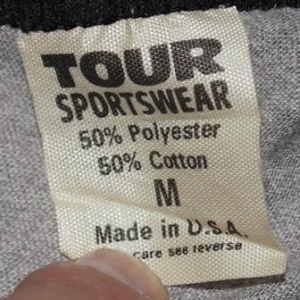 TOUR
SPORTSWEAR
50% Polyester
50% Cotton
M
Made in U.S.A.
care see reverse